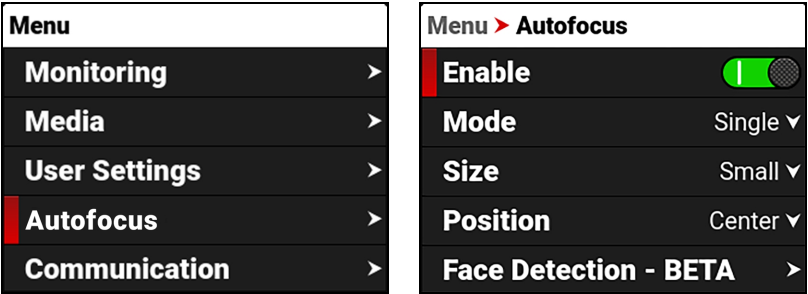 Menu
Monitoring
Media
User Settings
Autofocus
Communication
Menu Autofocus
Enable
Mode Single
Size Small
Position Center
Face Detection - BETA